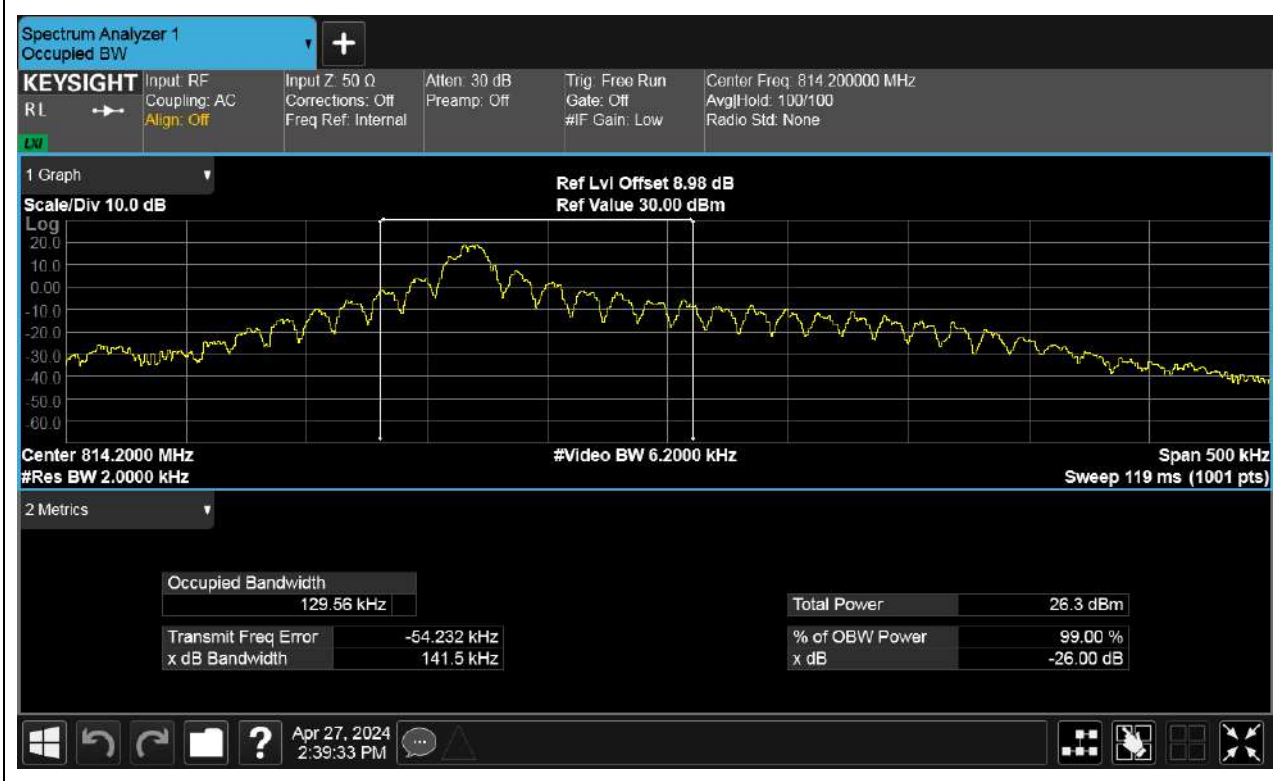 Spectrum Analyzer 1
Occupied BW
+
KEYSIGHT Input: RF Input Z: 50 Ω Atten: 30 dB Trig: Free Run Center Freq: 814.200000 MHz
RL Coupling: AC Corrections: Off Preamp: Off Gate: Off Avg|Hold: 100/100
Align: Off Freq Ref: Internal #IF Gain: Low Radio Std: None
LXI
1 Graph
Ref Lvl Offset 8.98 dB
Scale/Div 10.0 dB Ref Value 30.00 dBm
Log
20.0
10.0
0.00
-10.0
-20.0
-30.0
-40.0
-50.0
-60.0
Center 814.2000 MHz #Video BW 6.2000 kHz Span 500 kHz
#Res BW 2.0000 kHz Sweep 119 ms (1001 pts)
2 Metrics
Occupied Bandwidth
129.56 kHz Total Power 26.3 dBm
Transmit Freq Error -54.232 kHz % of OBW Power 99.00 %
x dB Bandwidth 141.5 kHz x dB -26.00 dB
? Apr 27, 2024
2:39:33 PM